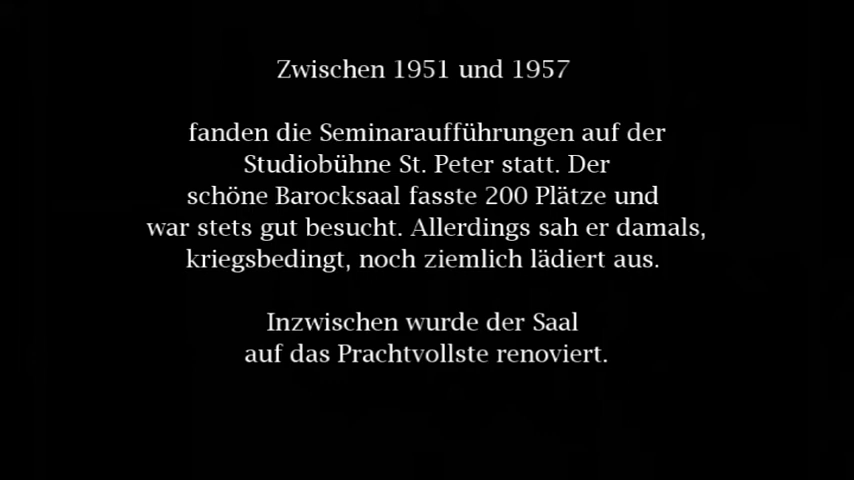 Zwischen 1951 und 1957
fanden die Seminaraufführungen auf der
Studiobühne St. Peter statt. Der
schöne Barocksaal fasste 200 Plätze und
war stets gut besucht. Allerdings sah er damals,
kriegsbedingt, noch ziemlich lädiert aus.
Inzwischen wurde der Saal
auf das Prachtvollste renoviert.